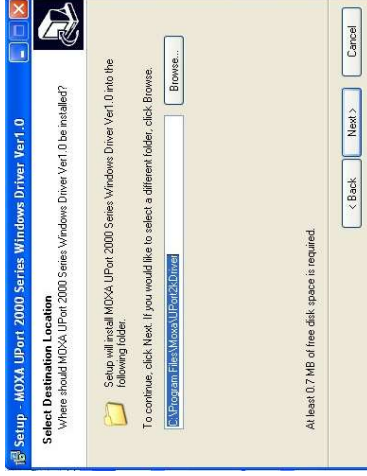 Setup - MOXA UPort 2000 Series Windows Driver Ver1.0
Select Destination Location
Where should MOXA UPort 2000 Series Windows Driver Ver1.0 be installed?
Setup will install MOXA UPort 2000 Series Windows Driver Ver1.0 into the
following folder.
To continue, click Next. If you would like to select a different folder, click Browse.
C:\Program Files\Moxa\UPort2kDriver
Browse...
At least 0.7 MB of free disk space is required.
< Back
Next >
Cancel